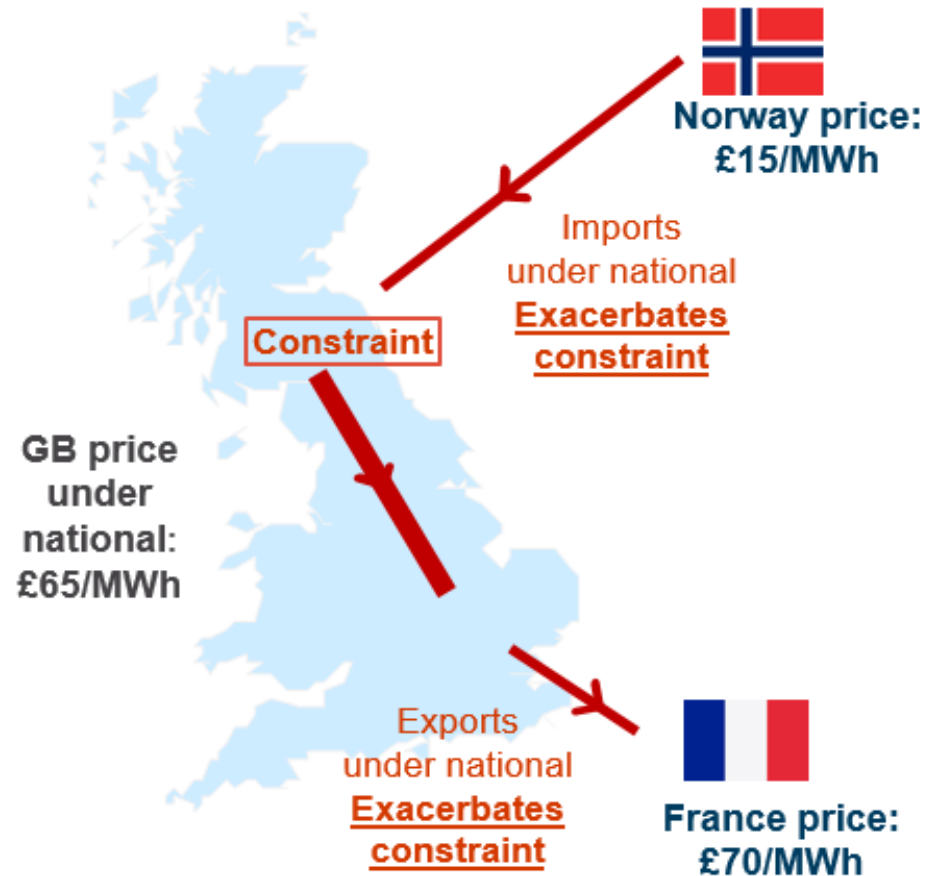 Norway price:
£15/MWh
Imports
under national
Exacerbates
constraint
Constraint
GB price
under
national:
£65/MWh
Exports
under national
Exacerbates
constraint
France price:
£70/MWh